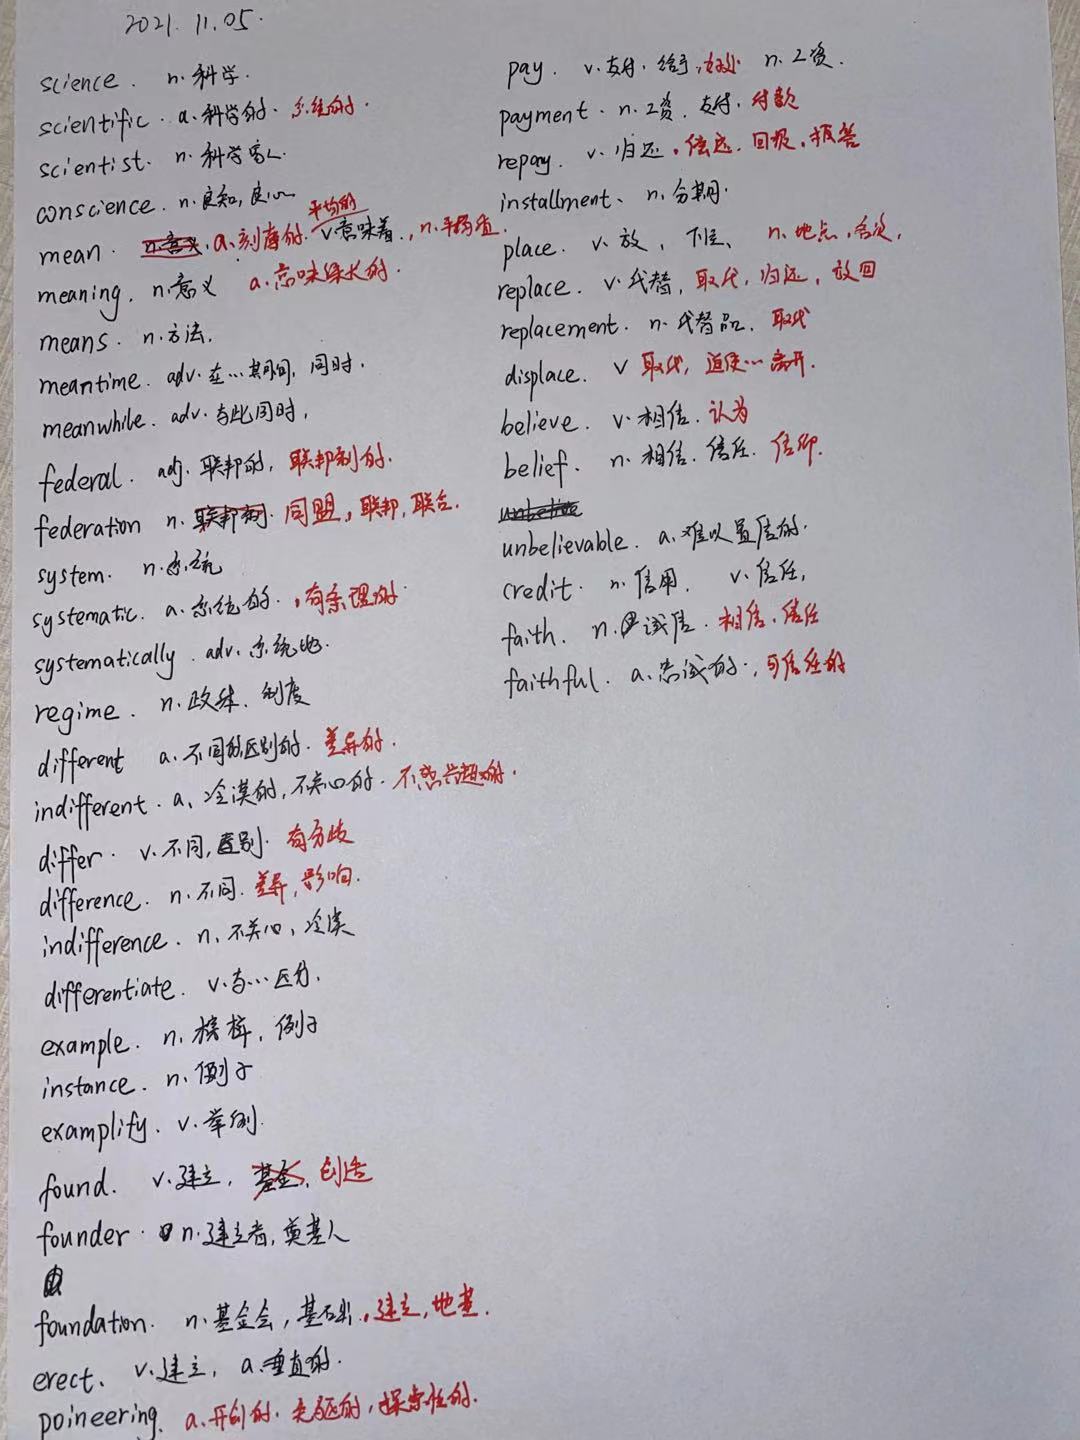 2021.11.05.
science. n.科学.
scientific. a.科学的.系统的.
scientist. n.科学家人.
conscience. n.良知,良心
平均的
mean. n.意义.a.刻薄的.v.意味着,n.平均值.
meaning. n.意义 a.意味深长的.
means. n.方法.
meantime. adv.在…期间,同时.
meanwhile. adv.与此同时,
federal. adj.联邦的,联邦制的.
federation n.联邦制.同盟,联邦,联合.
system. n.系统
systematic. a.系统的.,有条理的.
systematically. adv.系统地.
regime. n.政体、制度
different a.不同的区别的.差异的.
indifferent. a、冷漠的,不关心的.不感兴趣的.
differ. v.不同,差别.有分歧
difference. n.不同.差异,影响.
indifference. n、不关心、冷漠
differentiate. v.与…区分.
example. n.榜样,例子
instance. n.例子
examplify. v.举例.
found. v.建立,基金、创造
founder. n.建立者,奠基人
foundation. n.基金会,基础,建立,地基.
erect、 v.建立, a.垂直的.
poineering. a.开创的.先驱的,探索性的.
pay. v.支付.给予,好处 n.工资.
payment. n.工资.支付.付款
repay. v.归还,偿还.回报,报答
installment、 n.分期.
place. v.放, 下注、 n.地点,名次,
replace. v.代替,取代,归还,放回
replacement. n.代替品.取代
displace. v 取代,迫使…离开.
believe. v.相信.认为
belief. n.相信.信任.信仰.
unbelievable. a.难以置信的.
credit. n.信用. v.信任,
faith. n.诚信.相信、信任
faithful. a.忠诚的.,可信任的